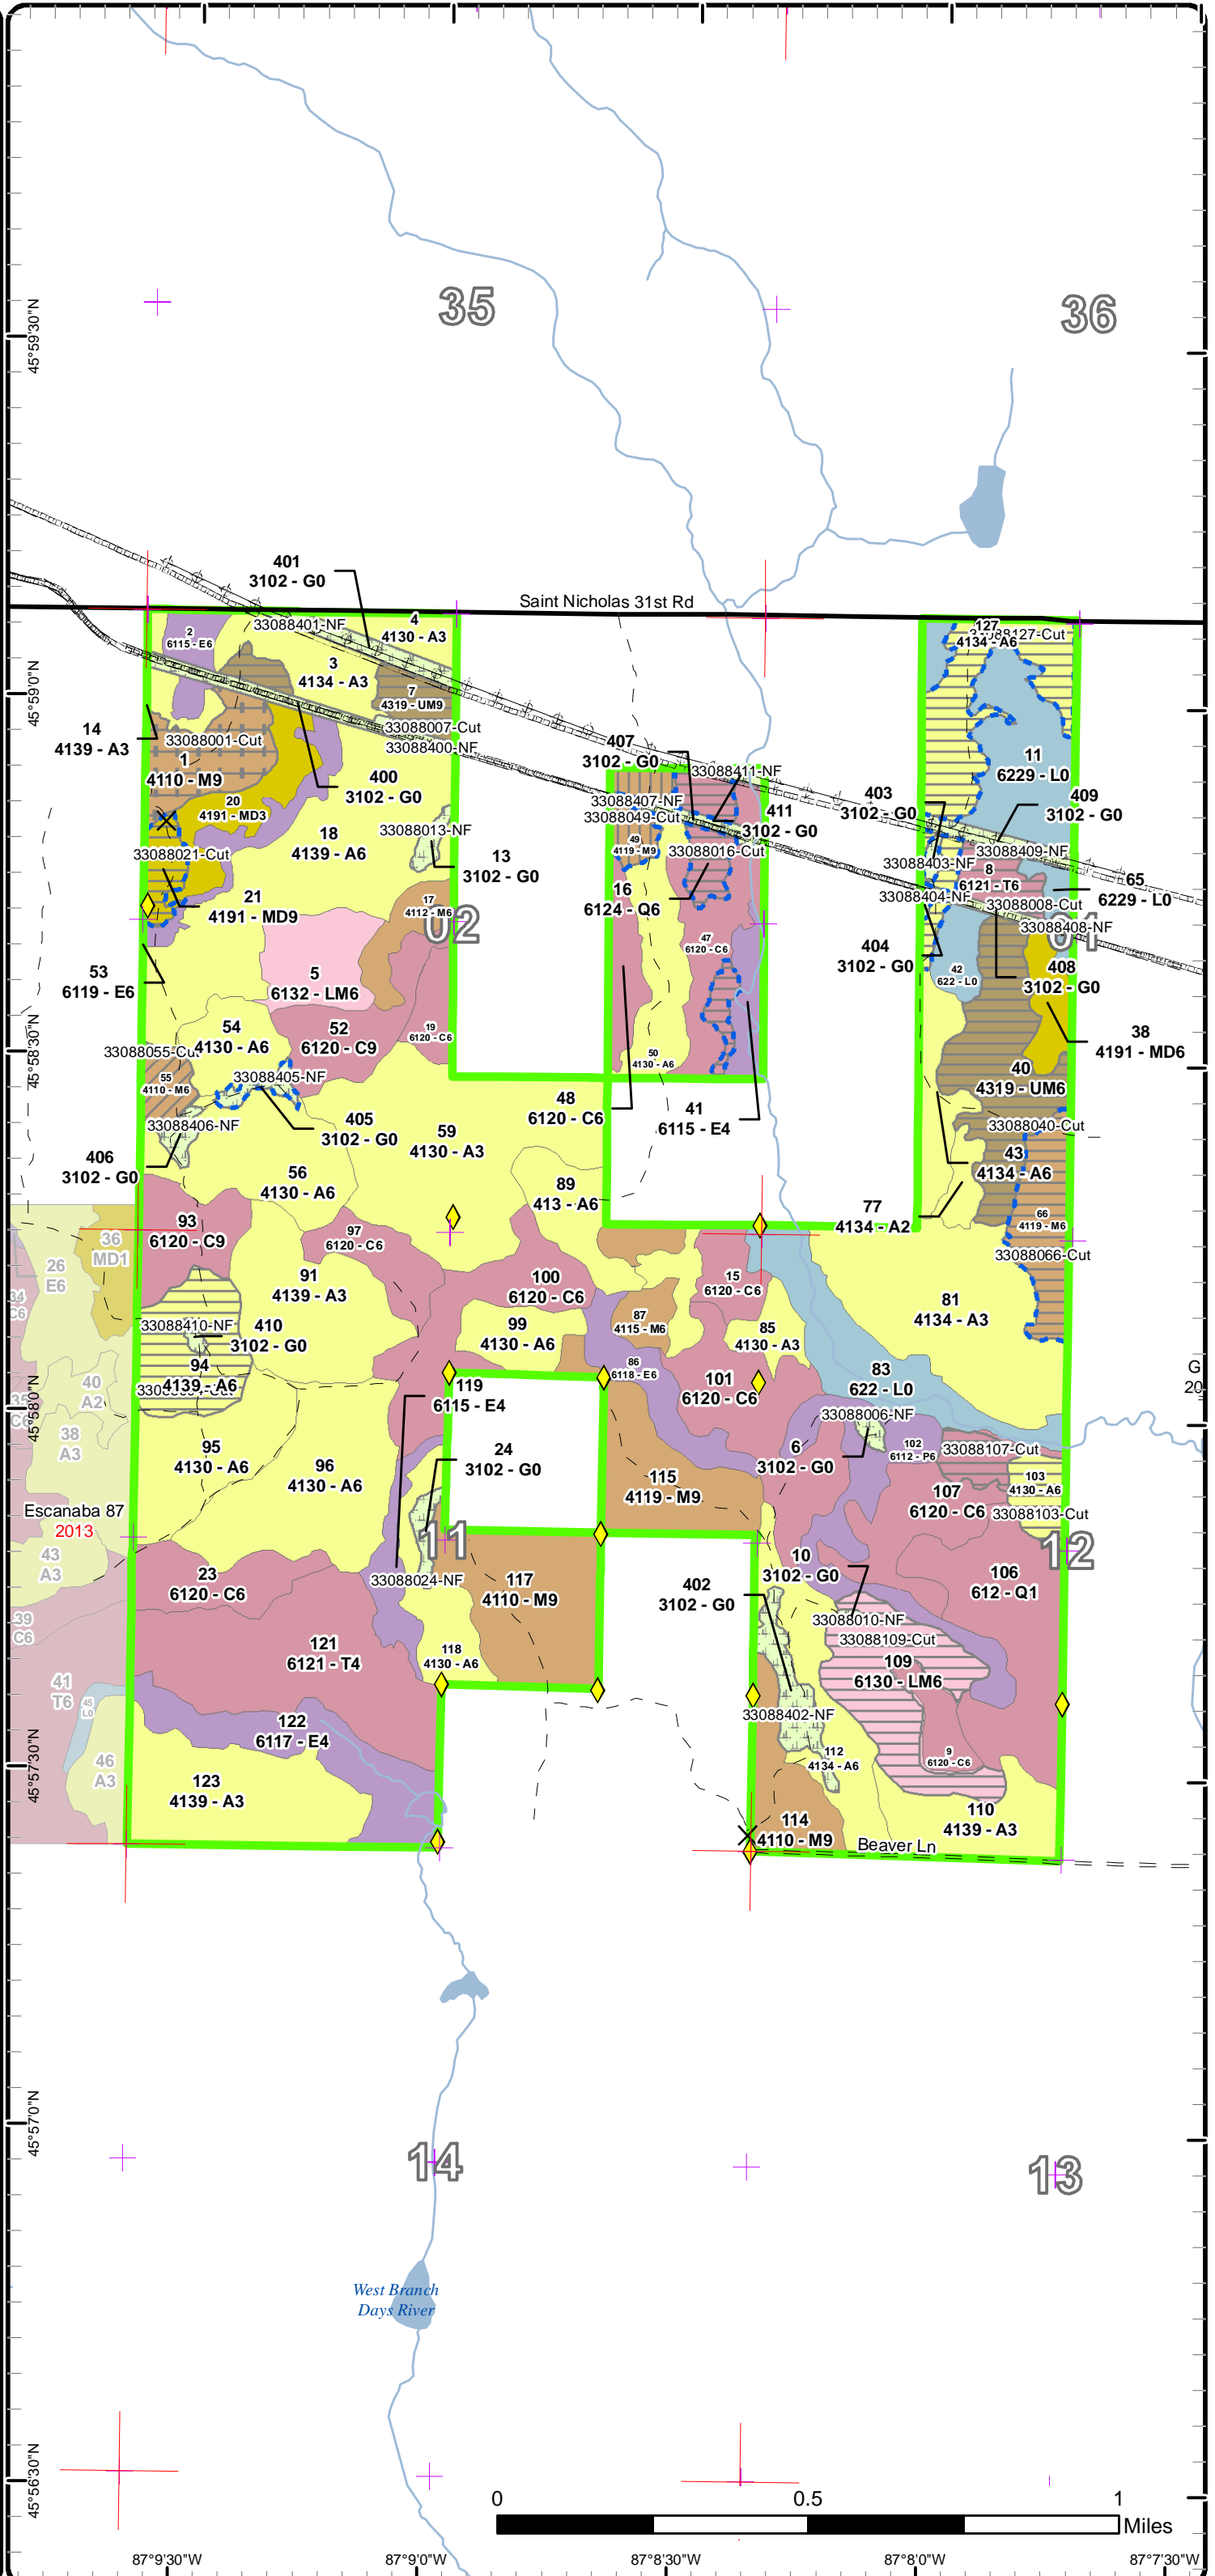 35
36
45°59'30"N
401
3102 - G0
Saint Nicholas 31st Rd
33088401-NF
4
4130 - A3
2
6115 - E6
3
4134 - A3
7
4319 - UM9
127
33088127-Cut
4134 - A6
45°59'0"N
14
4139 - A3
33088001-Cut
33088007-Cut
33088400-NF
1
4110 - M9
400
3102 - G0
407
3102 - G0
33088411-NF
11
6229 - L0
20
4191 - MD3
33088407-NF
33088049-Cut
411
3102 - G0
403
3102 - G0
409
3102 - G0
18
4139 - A6
33088013-NF
49
4119 - M9
33088016-Cut
33088403-NF
33088409-NF
33088021-Cut
13
3102 - G0
8
6121 - T6
65
6229 - L0
21
4191 - MD9
17
4112 - M6
16
6124 - Q6
33088404-NF
33088008-Cut
33088408-NF
02
01
47
6120 - C6
404
3102 - G0
53
6119 - E6
5
6132 - LM6
42
622 - L0
408
3102 - G0
54
4130 - A6
52
6120 - C9
19
6120 - C6
38
4191 - MD6
45°58'30"N
33088055-Cut
50
4130 - A6
40
4319 - UM6
55
4110 - M6
33088405-NF
48
6120 - C6
41
6115 - E4
33088406-NF
405
3102 - G0
59
4130 - A3
33088040-Cut
406
3102 - G0
56
4130 - A6
89
413 - A6
43
4134 - A6
77
4134 - A2
93
6120 - C9
97
6120 - C6
66
4119 - M6
36
MD1
33088066-Cut
26
E6
91
4139 - A3
100
6120 - C6
15
6120 - C6
34
C6
81
4134 - A3
33088410-NF
410
3102 - G0
99
4130 - A6
87
4115 - M6
85
4130 - A3
94
4139 - A6
86
6118 - E6
83
622 - L0
G
20
45°58'0"N
35
C6
40
A2
119
6115 - E4
101
6120 - C6
33088006-NF
38
A3
95
4130 - A6
96
4130 - A6
24
3102 - G0
6
3102 - G0
102
6112 - P6
33088107-Cut
115
4119 - M9
103
4130 - A6
107
6120 - C6
Escanaba 87
2013
33088103-Cut
11
12
43
A3
23
6120 - C6
33088024-NF
117
4110 - M9
402
3102 - G0
10
3102 - G0
106
612 - Q1
39
C6
33088010-NF
33088109-Cut
121
6121 - T4
118
4130 - A6
109
6130 - LM6
41
T6
45
L0
122
6117 - E4
33088402-NF
112
4134 - A6
9
6120 - C6
45°57'30"N
46
A3
123
4139 - A3
110
4139 - A3
114
4110 - M9
Beaver Ln
45°57'0"N
14
13
West Branch
Days River
45°56'30"N
0
0.5
1
Miles
87°9'30"W
87°9'0"W
87°8'30"W
87°8'0"W
87°7'30"W